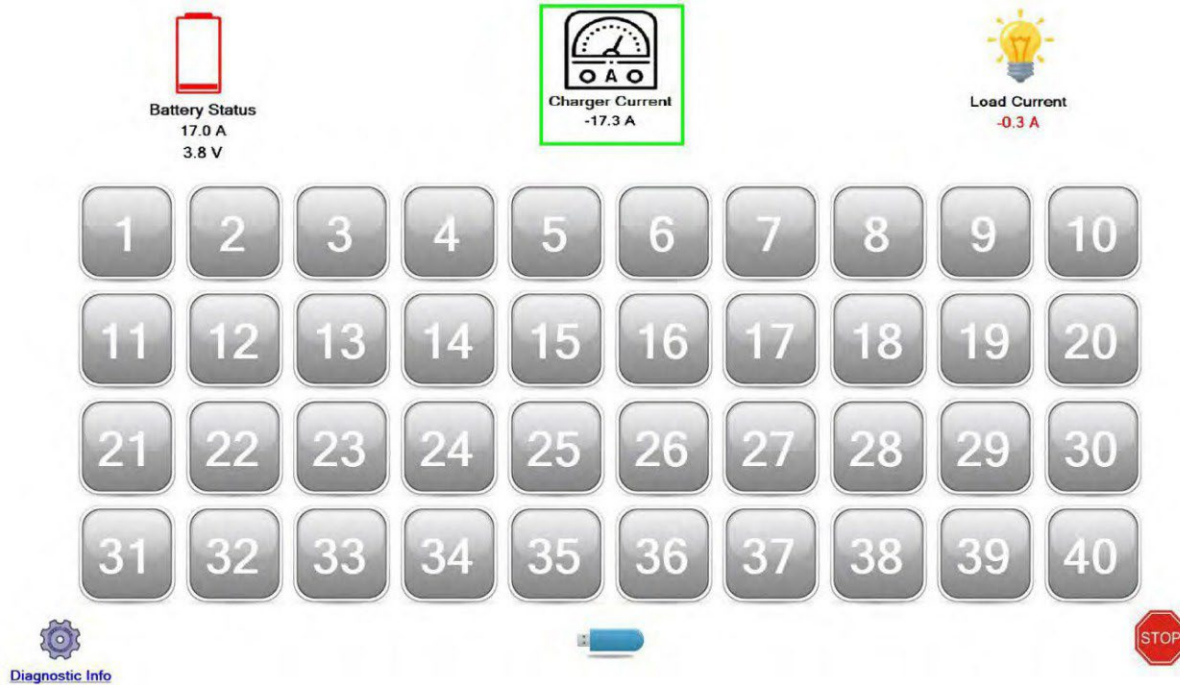 A
Battery Status
17.0 A
3.8 V
Charger Current
-17.3 A
Load Current
-0.3 A
1 2 3 4 5 6 7 8 9 10
11 12 13 14 15 16 17 18 19 20
21 22 23 24 25 26 27 28 29 30
31 32 33 34 35 36 37 38 39 40
Diagnostic Info
STOP